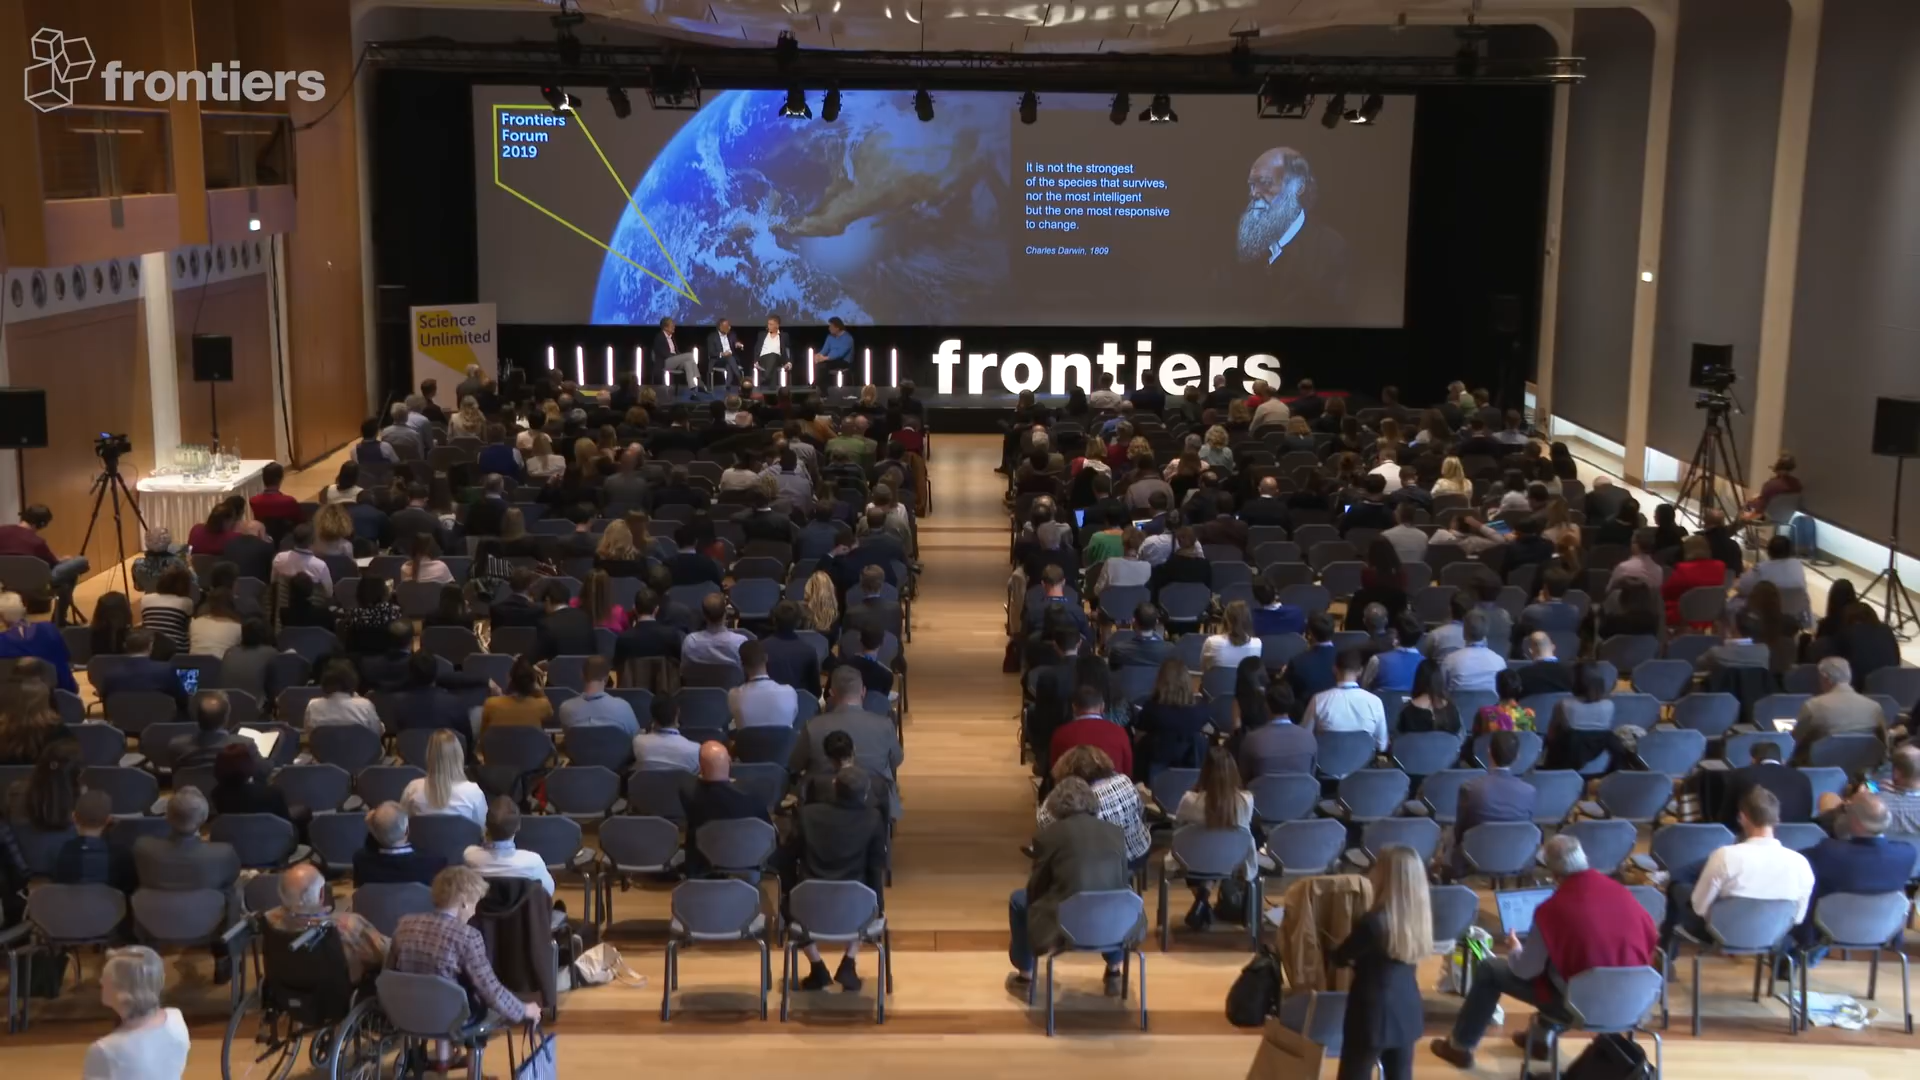 frontiers
Frontiers
Forum
2019
It is not the strongest
of the species that survives,
nor the most intelligent
but the one most responsive
to change.
Charles Darwin, 1809
Science
Unlimited
frontiers